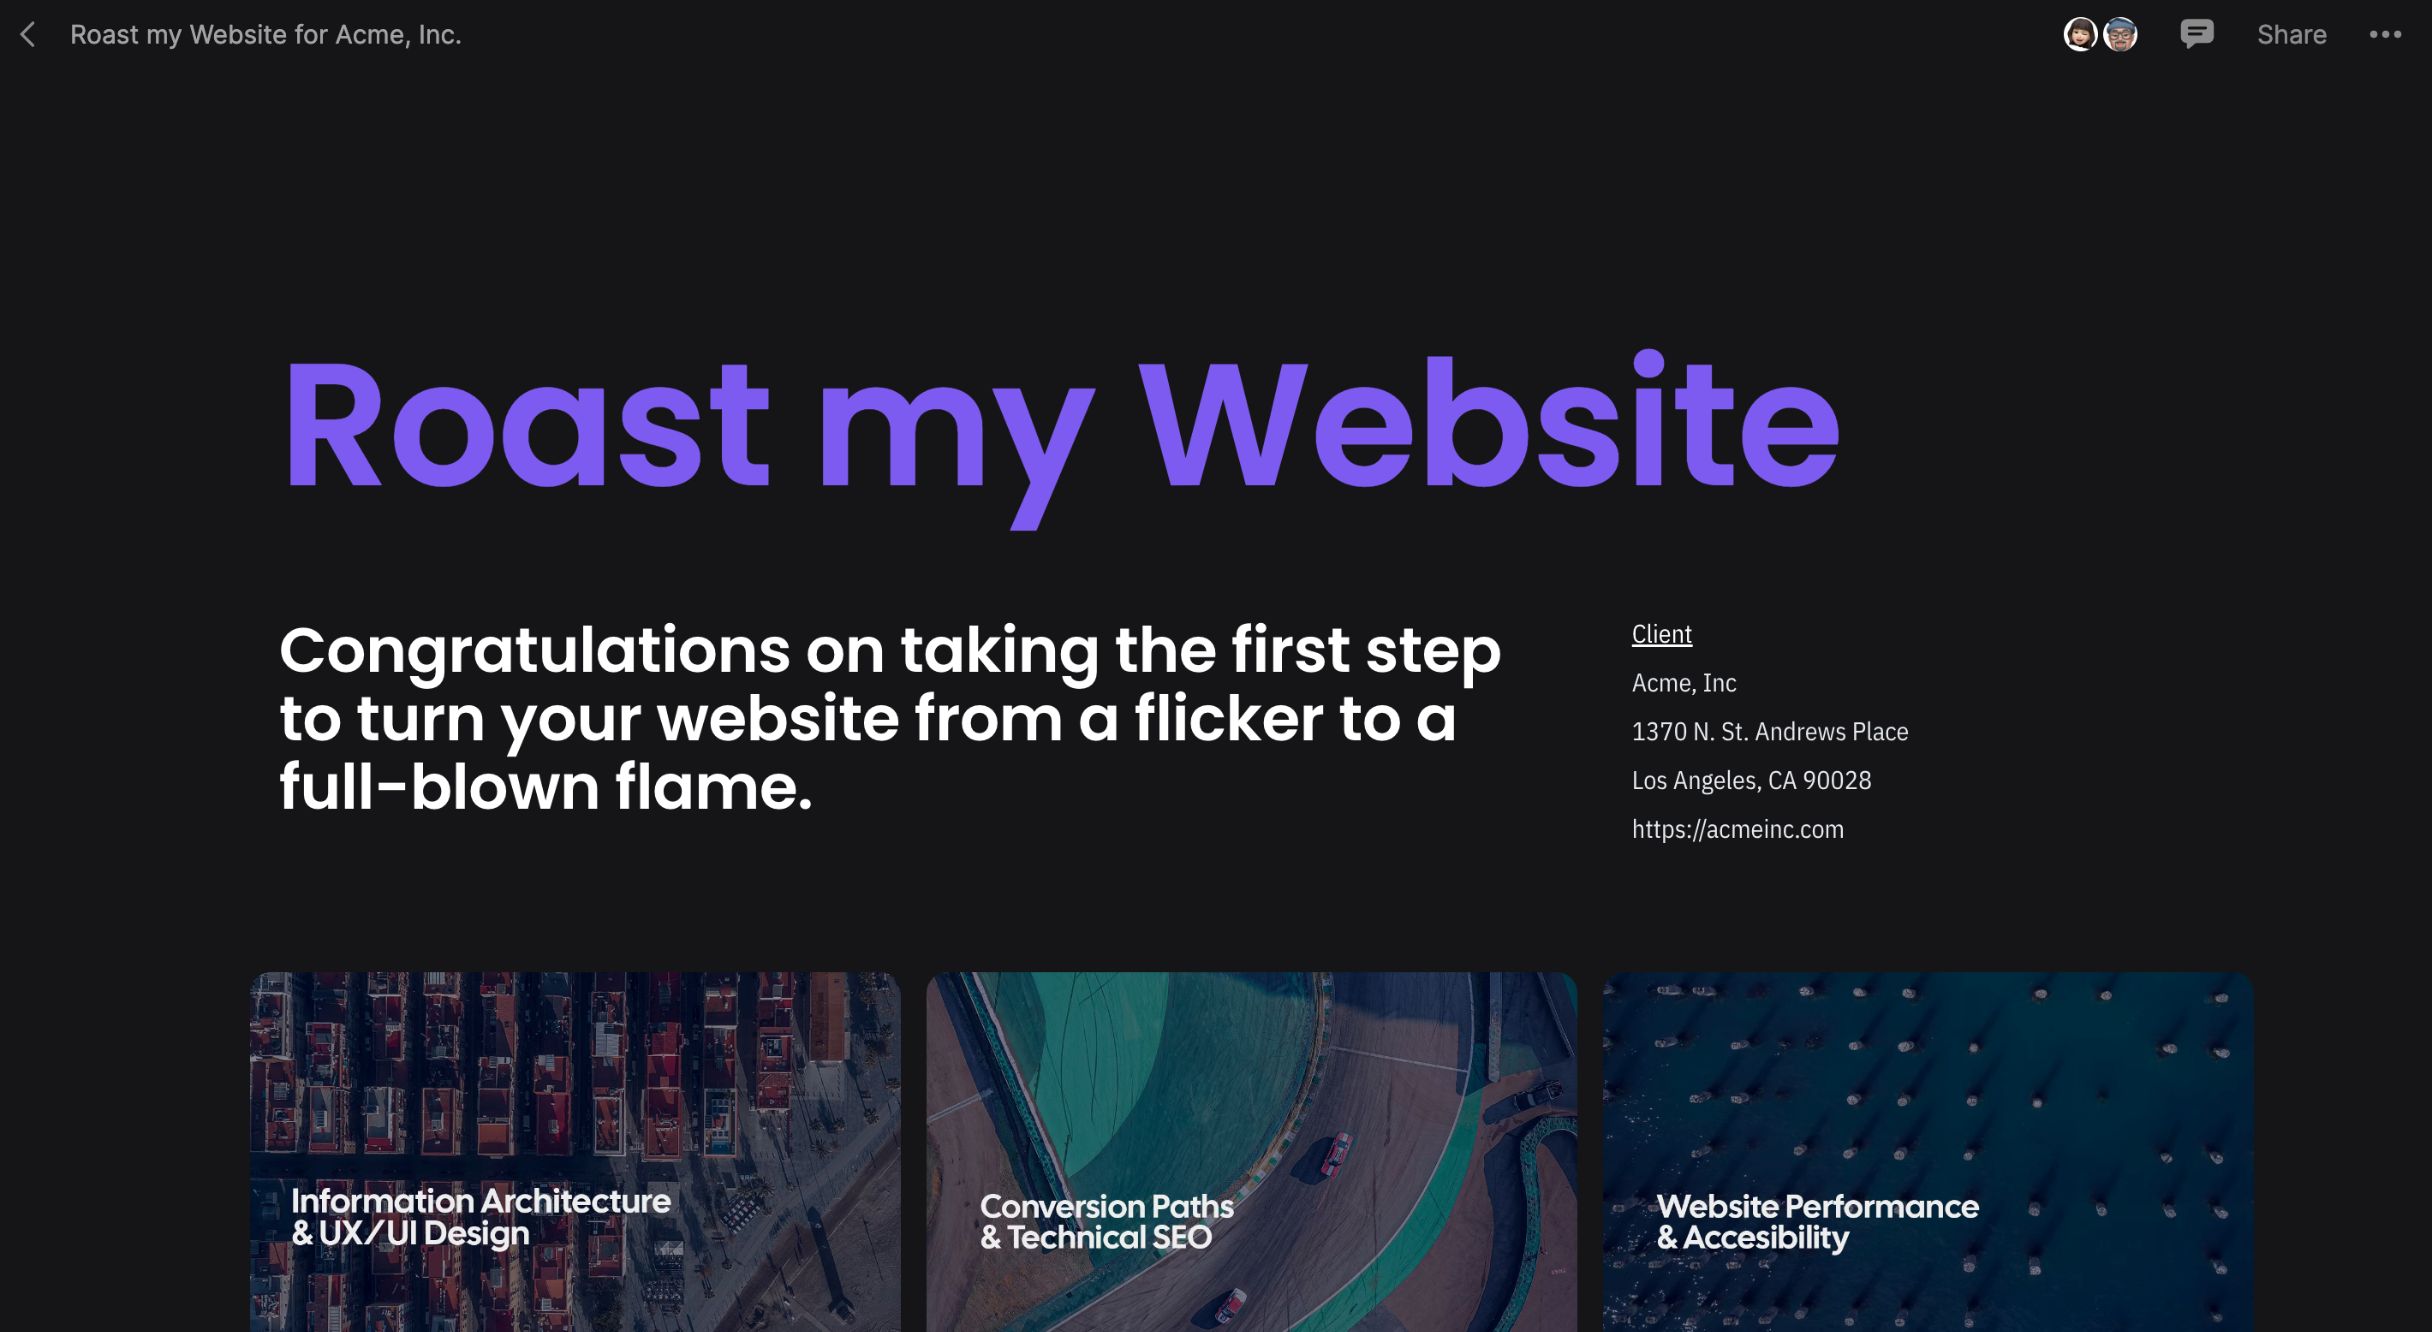 Roast my Website for Acme, Inc.
Share
Roast my Website
Congratulations on taking the first step
to turn your website from a flicker to a
full-blown flame.
Client
Acme, Inc
1370 N. St. Andrews Place
Los Angeles, CA 90028
https://acmeinc.com
Information Architecture
& UX/UI Design
Conversion Paths
& Technical SEO
Website Performance
& Accesibility